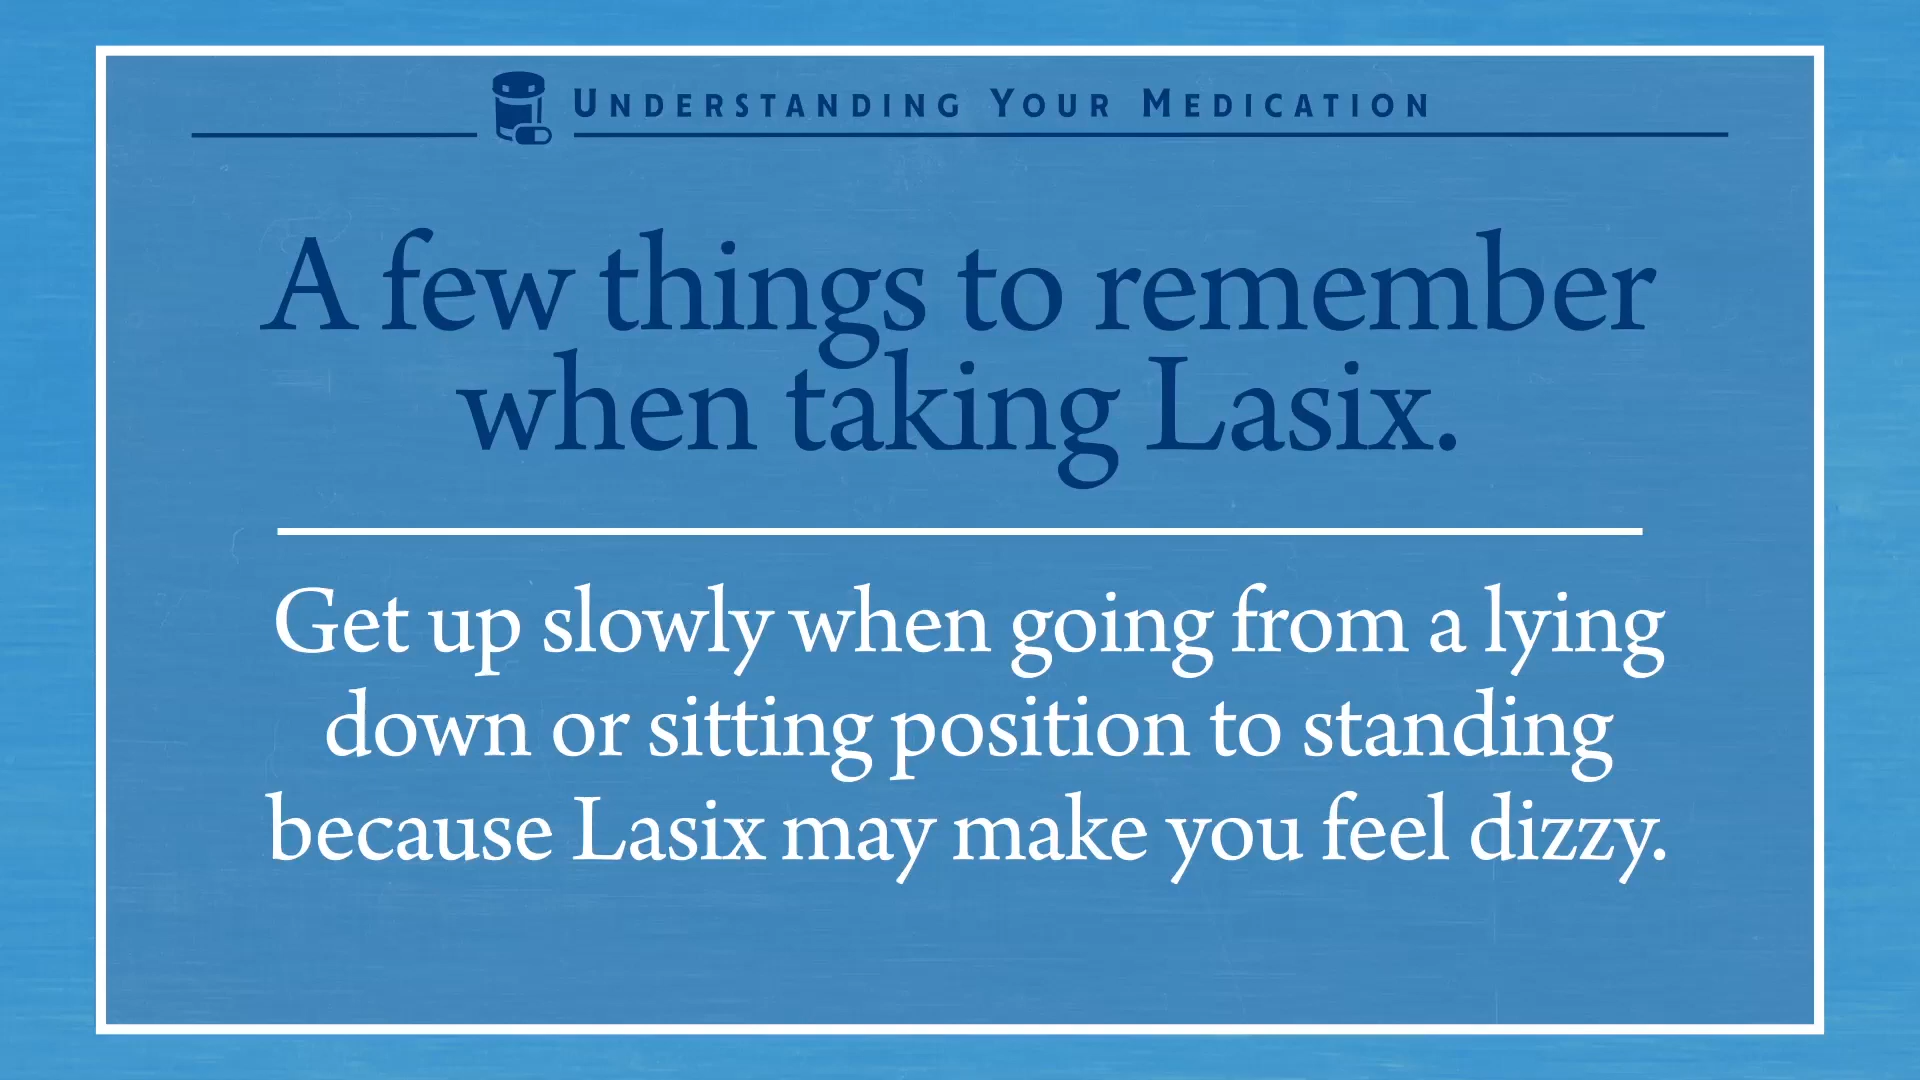 Understanding Your Medication
A few things to remember
when taking Lasix.
Get up slowly when going from a lying
down or sitting position to standing
because Lasix may make you feel dizzy.